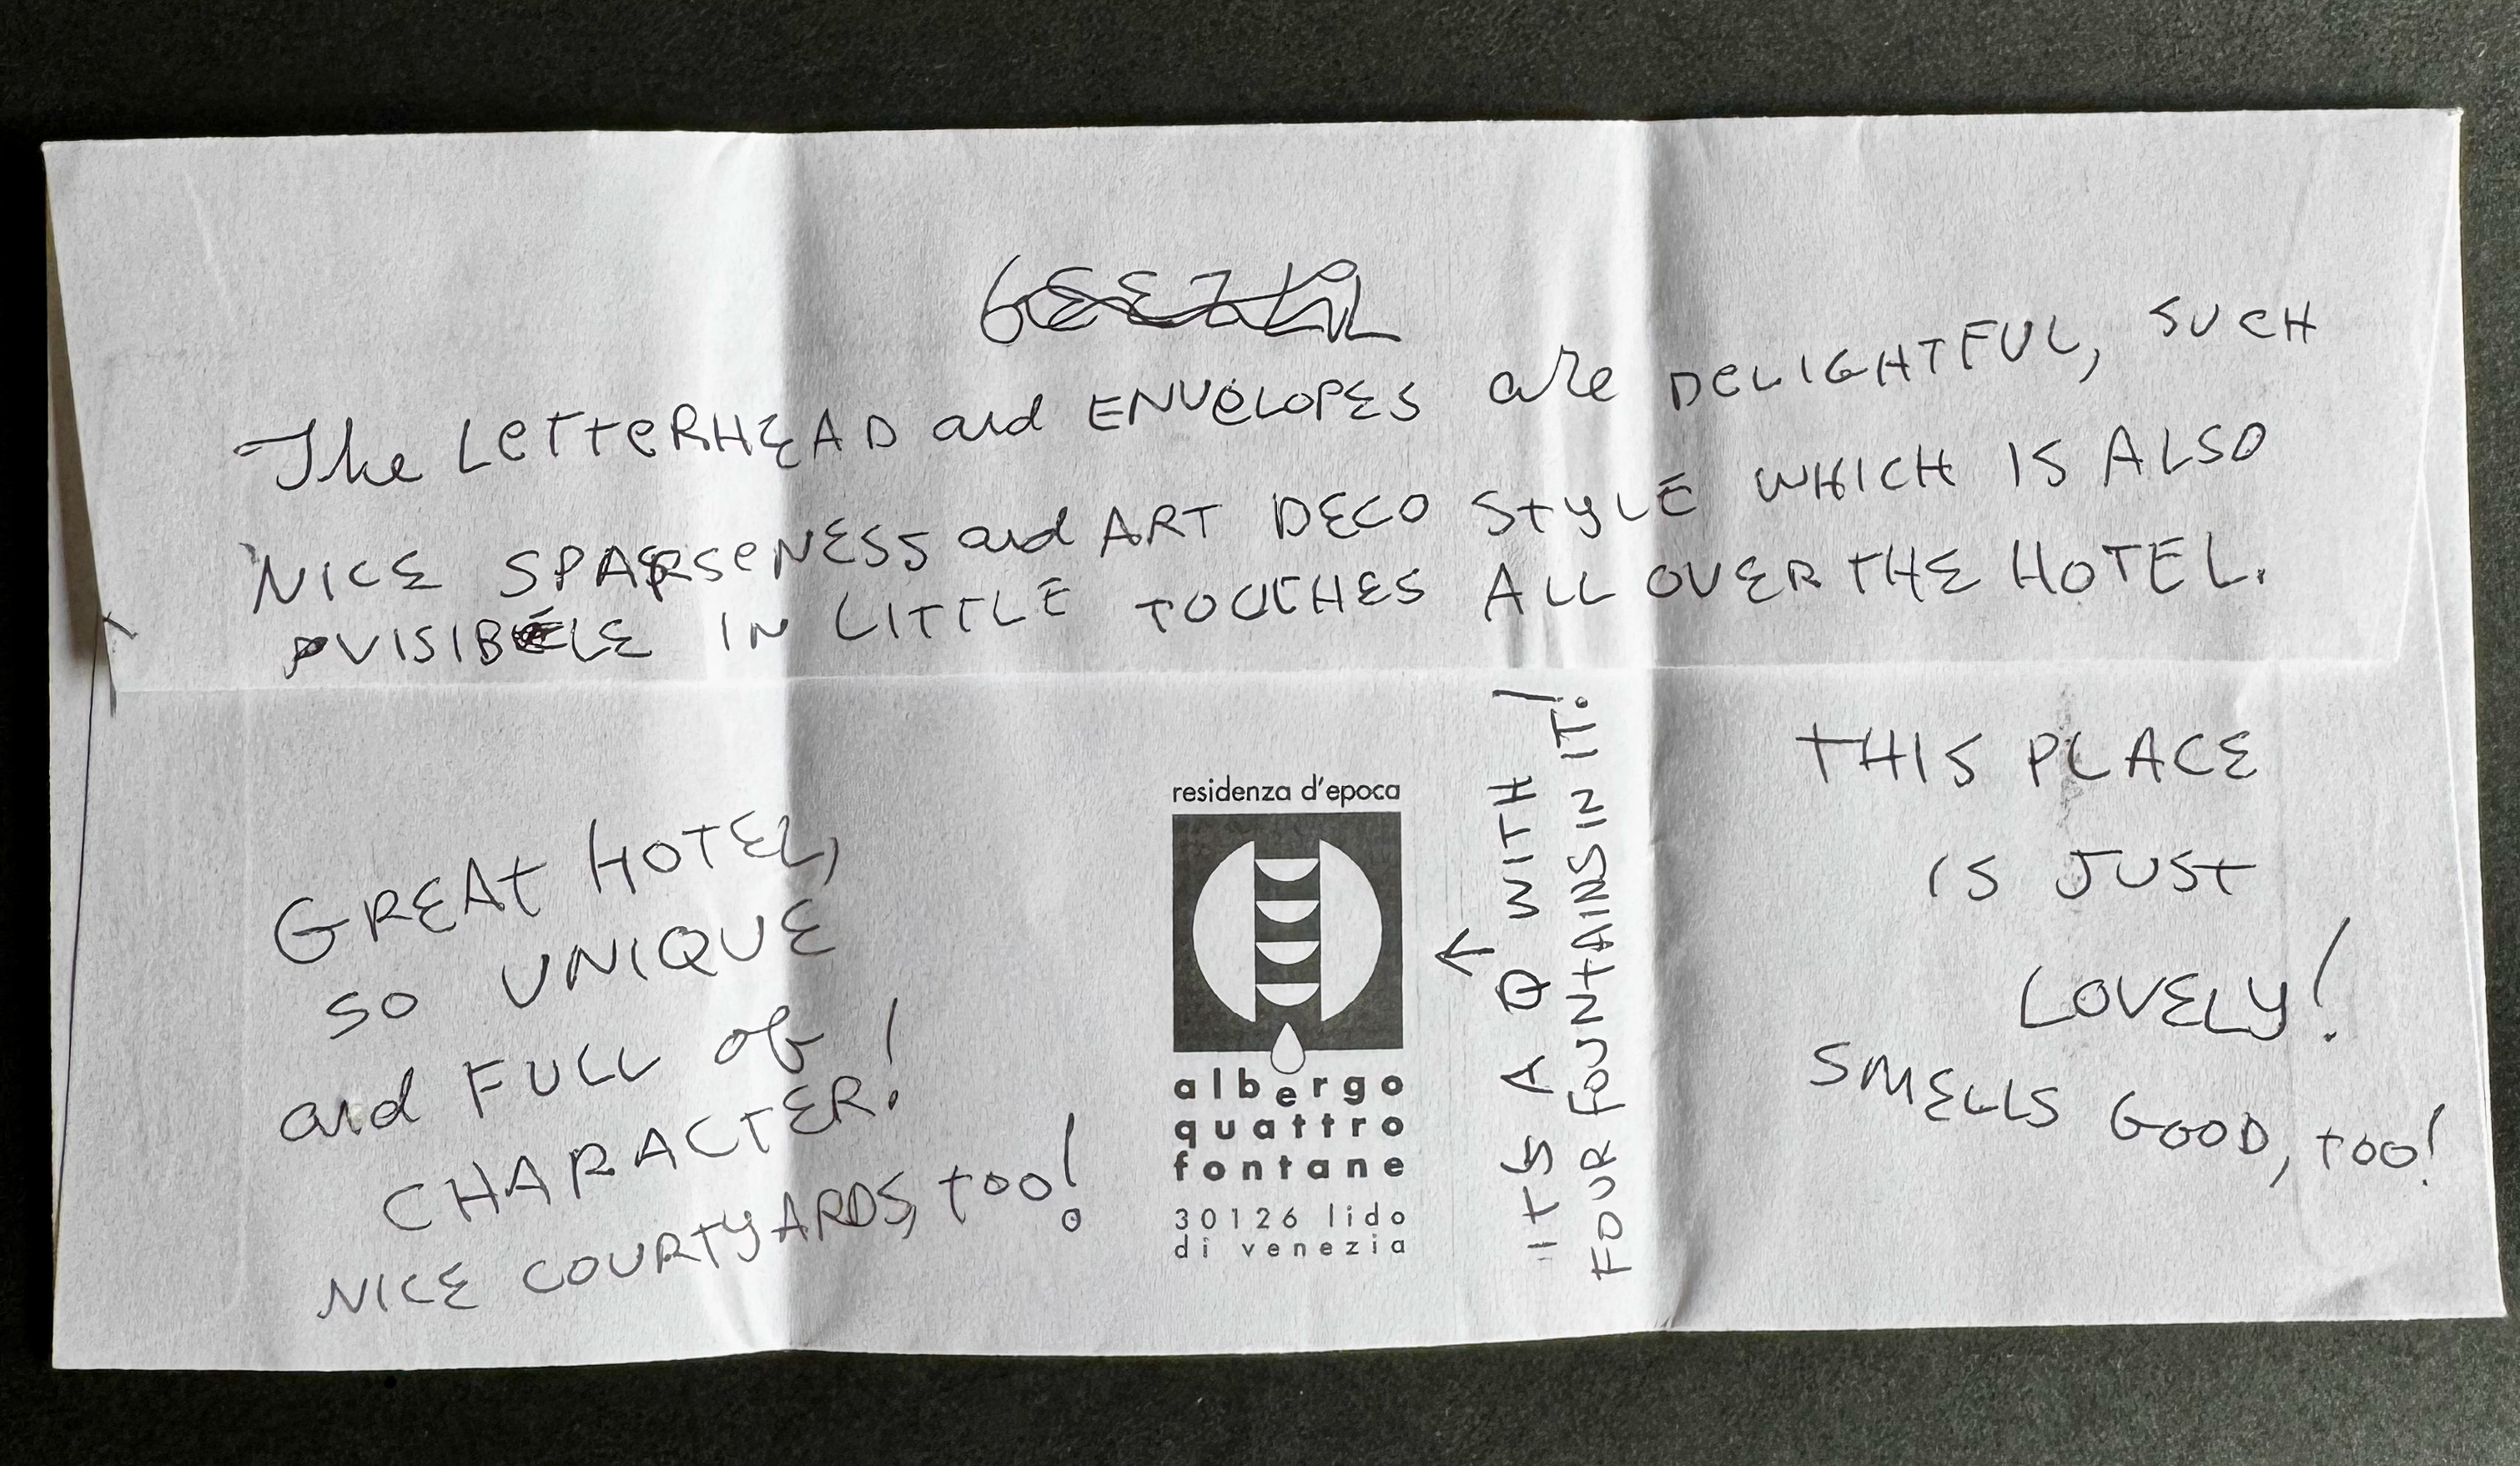 The LetteRHEAD and ENVELOPES are DELIGHTFUL, SUCH
NICE SPARSENESS and ART DECO STYLE WHICH IS ALSO
VISIBLE IN LITTLE TOUCHES ALL OVER THE HOTEL.
GREAT HOTEL,
SO UNIQUE
and FULL of
CHARACTER!
NICE COURTYARDS, too!
residenza d'epoca
albergo
quattro
fontane
30126 lido
di venezia
← IT'S A Q WITH
FOUR FOUNTAINS IN IT!
THIS PLACE
IS JUST
LOVELY!
SMELLS GOOD, too!